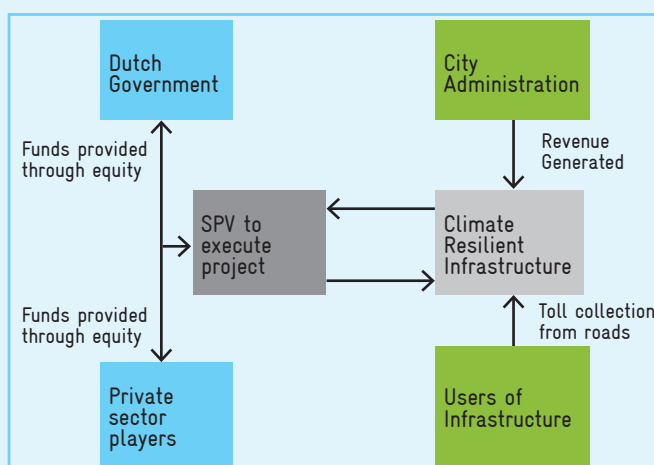 Dutch
Government
City
Administration
Funds provided
through equity
Revenue
Generated
SPV to
execute
project
Climate
Resilient
Infrastructure
Funds provided
through equity
Toll collection
from roads
Private
sector
players
Users of
Infrastructure